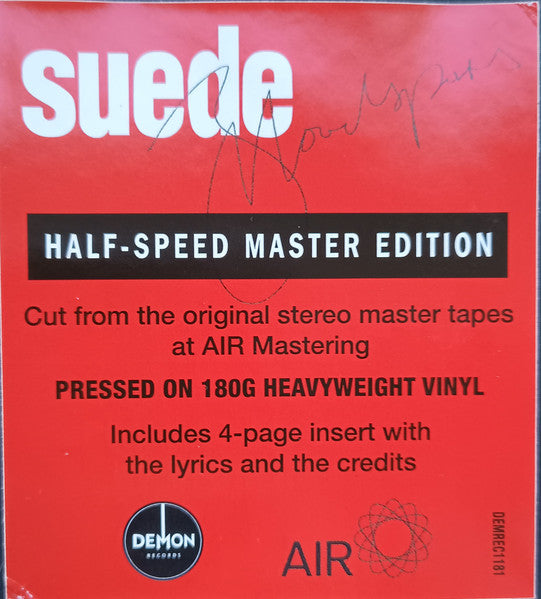 suede
HALF-SPEED MASTER EDITION
Cut from the original stereo master tapes
at AIR Mastering
PRESSED ON 180G HEAVYWEIGHT VINYL
Includes 4-page insert with
the lyrics and the credits
DEMON
RECORDS
AIR
DEMREC1181